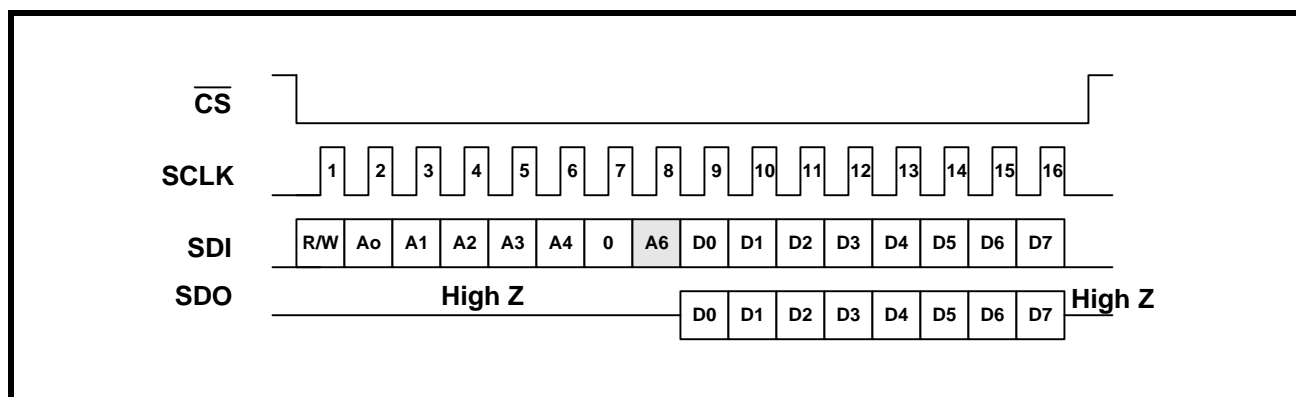 CS
SCLK 1 2 3 4 5 6 7 8 9 10 11 12 13 14 15 16
SDI R/W Ao A1 A2 A3 A4 0 A6 D0 D1 D2 D3 D4 D5 D6 D7
SDO High Z D0 D1 D2 D3 D4 D5 D6 D7 High Z